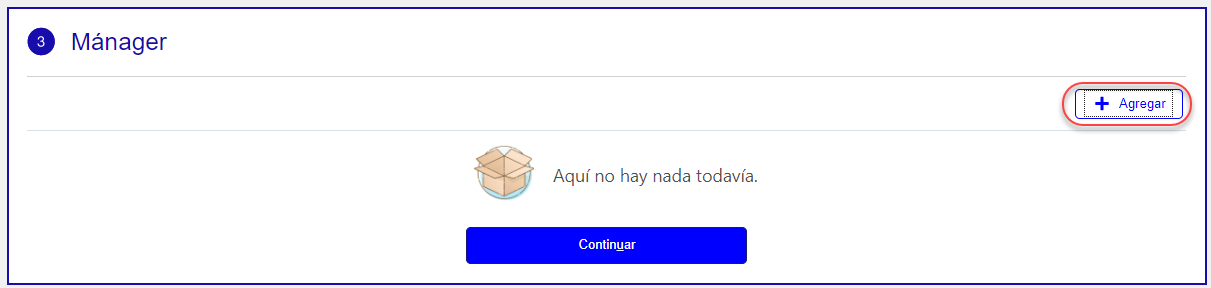 3 Mánager
Agregar
Aquí no hay nada todavía.
Continuar